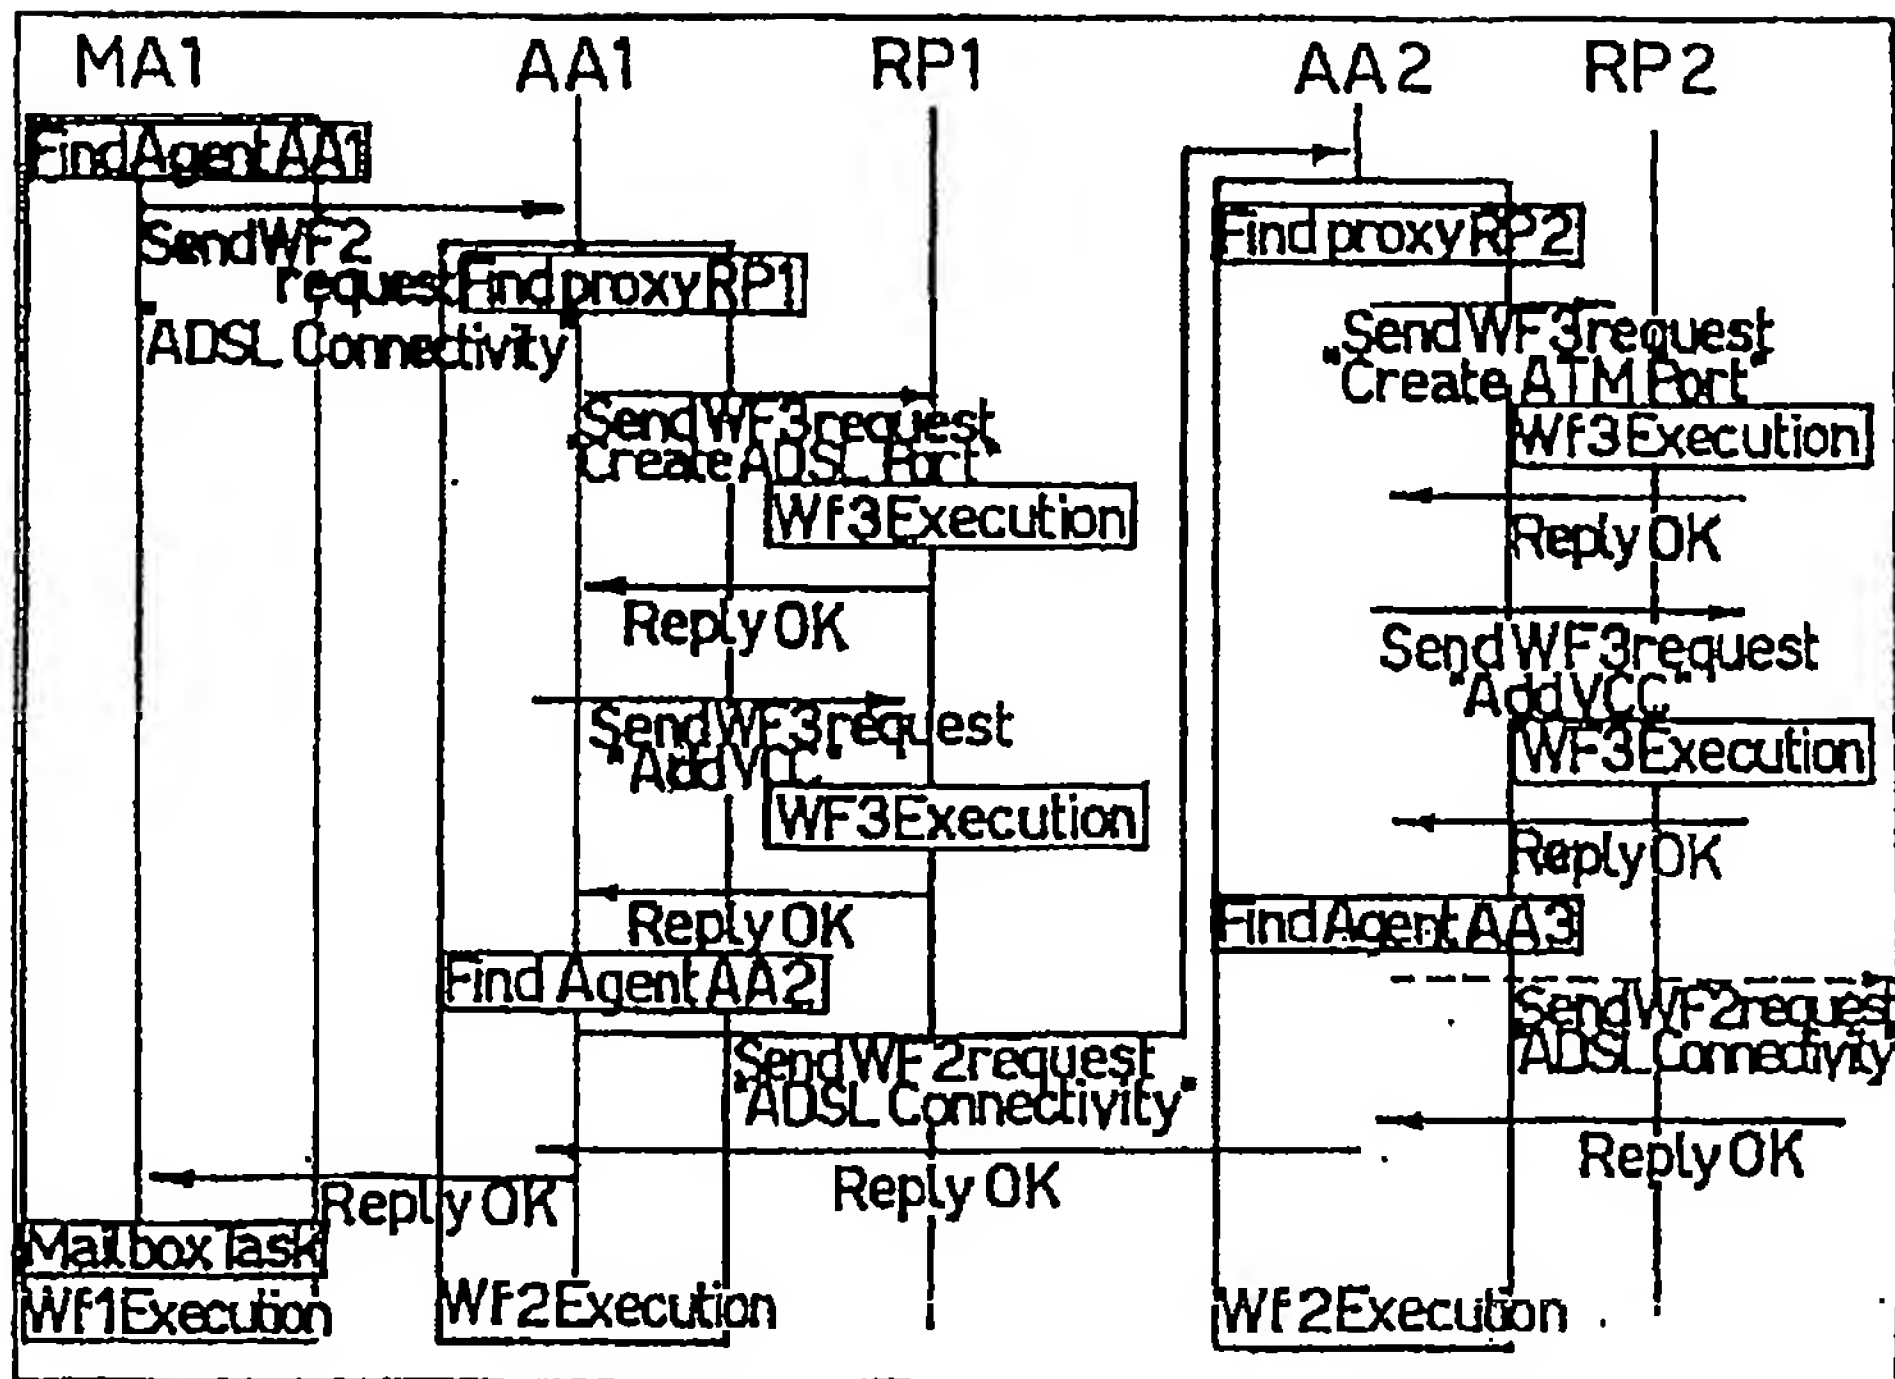 MA1 AA1 RP1 AA2 RP2
Find Agent AA1
Send WF2
request
"ADSL Connectivity"
Find proxy RP1
Send WF3 request
"Create ADSL Port"
Wf3 Execution
Reply OK
Send WF3 request
"Add VCC"
WF3 Execution
Reply OK
Find Agent AA2
Send WF2 request
"ADSL Connectivity"
Reply OK
Reply OK
Mailbox Task
Wf1 Execution
Wf2 Execution
Find proxy RP2
Send WF3 request
"Create ATM Port"
Wf3 Execution
Reply OK
Send WF3 request
"Add VCC"
WF3 Execution
Reply OK
Find Agent AA3
Send WF2 request
"ADSL Connectivity
Reply OK
Wf2 Execution